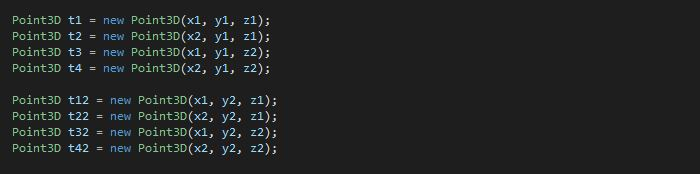 Point3D t1 = new Point3D(x1, y1, z1);
Point3D t2 = new Point3D(x2, y1, z1);
Point3D t3 = new Point3D(x1, y1, z2);
Point3D t4 = new Point3D(x2, y1, z2);
Point3D t12 = new Point3D(x1, y2, z1);
Point3D t22 = new Point3D(x2, y2, z1);
Point3D t32 = new Point3D(x1, y2, z2);
Point3D t42 = new Point3D(x2, y2, z2);